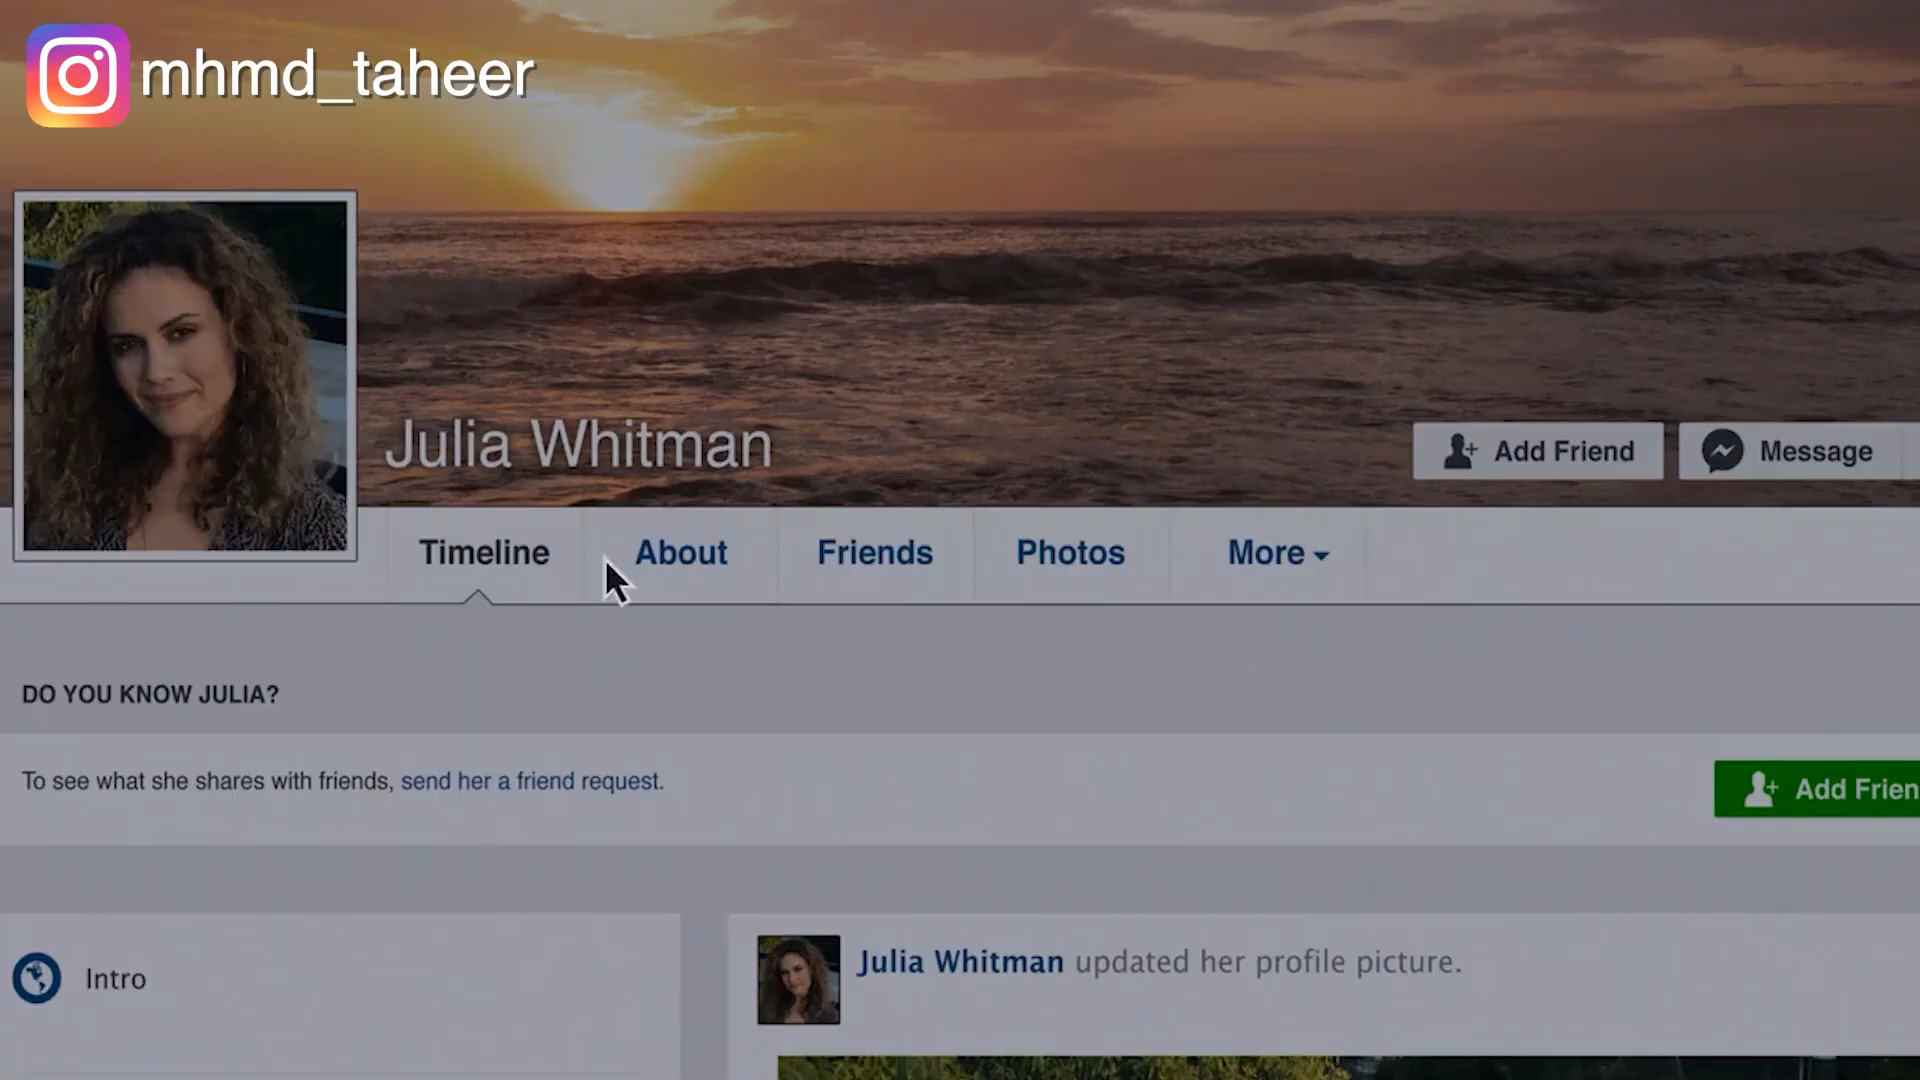 mhmd_taheer
Julia Whitman
Add Friend
Message
Timeline
About
Friends
Photos
More
DO YOU KNOW JULIA?
To see what she shares with friends, send her a friend request.
Add Frien
Intro
Julia Whitman updated her profile picture.